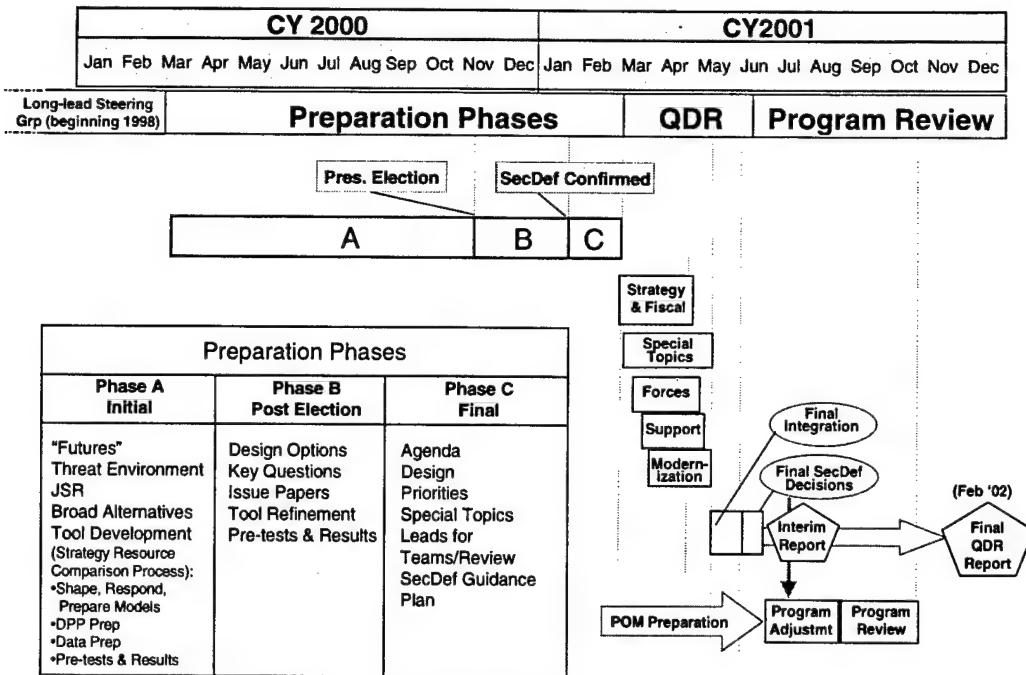 CY 2000
CY2001
Jan Feb Mar Apr May Jun Jul Aug Sep Oct Nov Dec
Jan Feb Mar Apr May Jun Jul Aug Sep Oct Nov Dec
Long-lead Steering
Grp (beginning 1998)
Preparation Phases
QDR
Program Review
Pres. Election
SecDef Confirmed
A
B
C
Strategy
& Fiscal
Special
Topics
Forces
Support
Modern-
ization
Preparation Phases
Phase A
Initial
"Futures"
Threat Environment
JSR
Broad Alternatives
Tool Development
(Strategy Resource
Comparison Process):
•Shape, Respond,
Prepare Models
•DPP Prep
•Data Prep
•Pre-tests & Results
Phase B
Post Election
Design Options
Key Questions
Issue Papers
Tool Refinement
Pre-tests & Results
Phase C
Final
Agenda
Design
Priorities
Special Topics
Leads for
Teams/Review
SecDef Guidance
Plan
Final
Integration
Final SecDef
Decisions
Interim
Report
(Feb '02)
Final
QDR
Report
POM Preparation
Program
Adjustmt
Program
Review